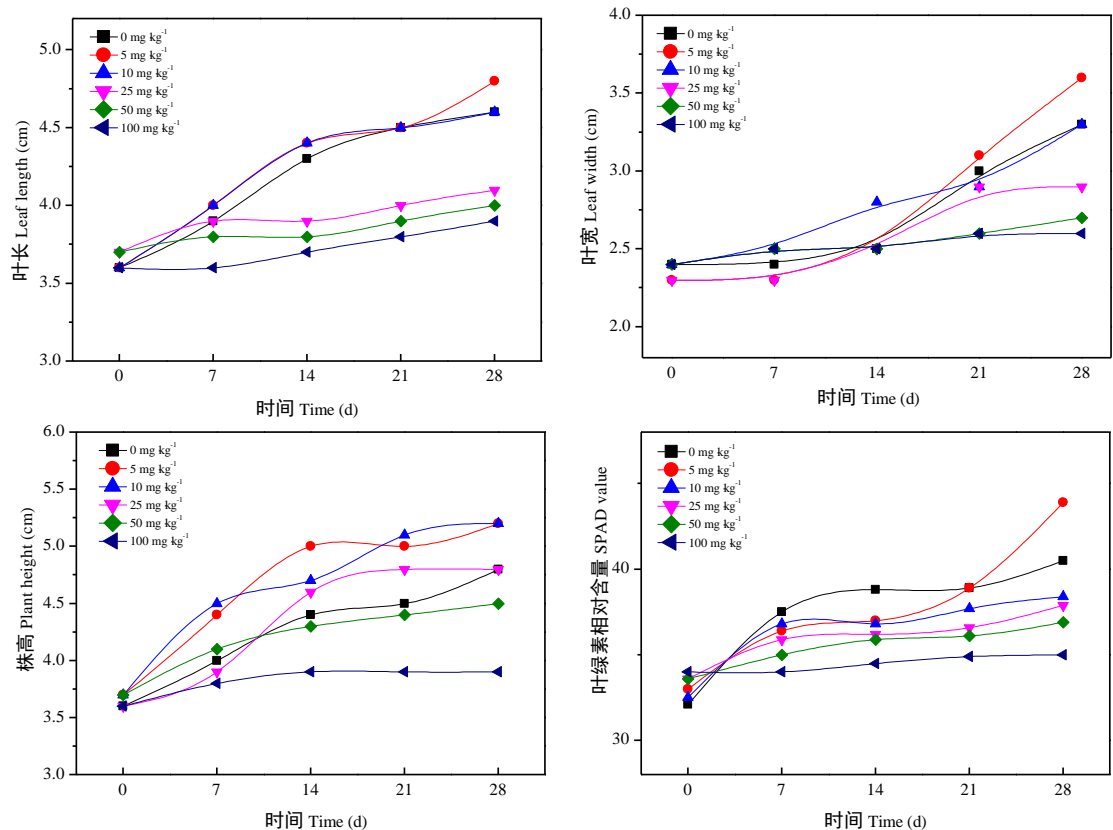 0 mg kg⁻¹
5 mg kg⁻¹
10 mg kg⁻¹
25 mg kg⁻¹
50 mg kg⁻¹
100 mg kg⁻¹
叶长 Leaf length (cm)
5.0
4.5
4.0
3.5
3.0
0 7 14 21 28
时间 Time (d)
0 mg kg⁻¹
5 mg kg⁻¹
10 mg kg⁻¹
25 mg kg⁻¹
50 mg kg⁻¹
100 mg kg⁻¹
叶宽 Leaf width (cm)
4.0
3.5
3.0
2.5
2.0
0 7 14 21 28
时间 Time (d)
0 mg kg⁻¹
5 mg kg⁻¹
10 mg kg⁻¹
25 mg kg⁻¹
50 mg kg⁻¹
100 mg kg⁻¹
株高 Plant height (cm)
6.0
5.5
5.0
4.5
4.0
3.5
3.0
0 7 14 21 28
时间 Time (d)
0 mg kg⁻¹
5 mg kg⁻¹
10 mg kg⁻¹
25 mg kg⁻¹
50 mg kg⁻¹
100 mg kg⁻¹
叶绿素相对含量 SPAD value
40
30
0 7 14 21 28
时间 Time (d)